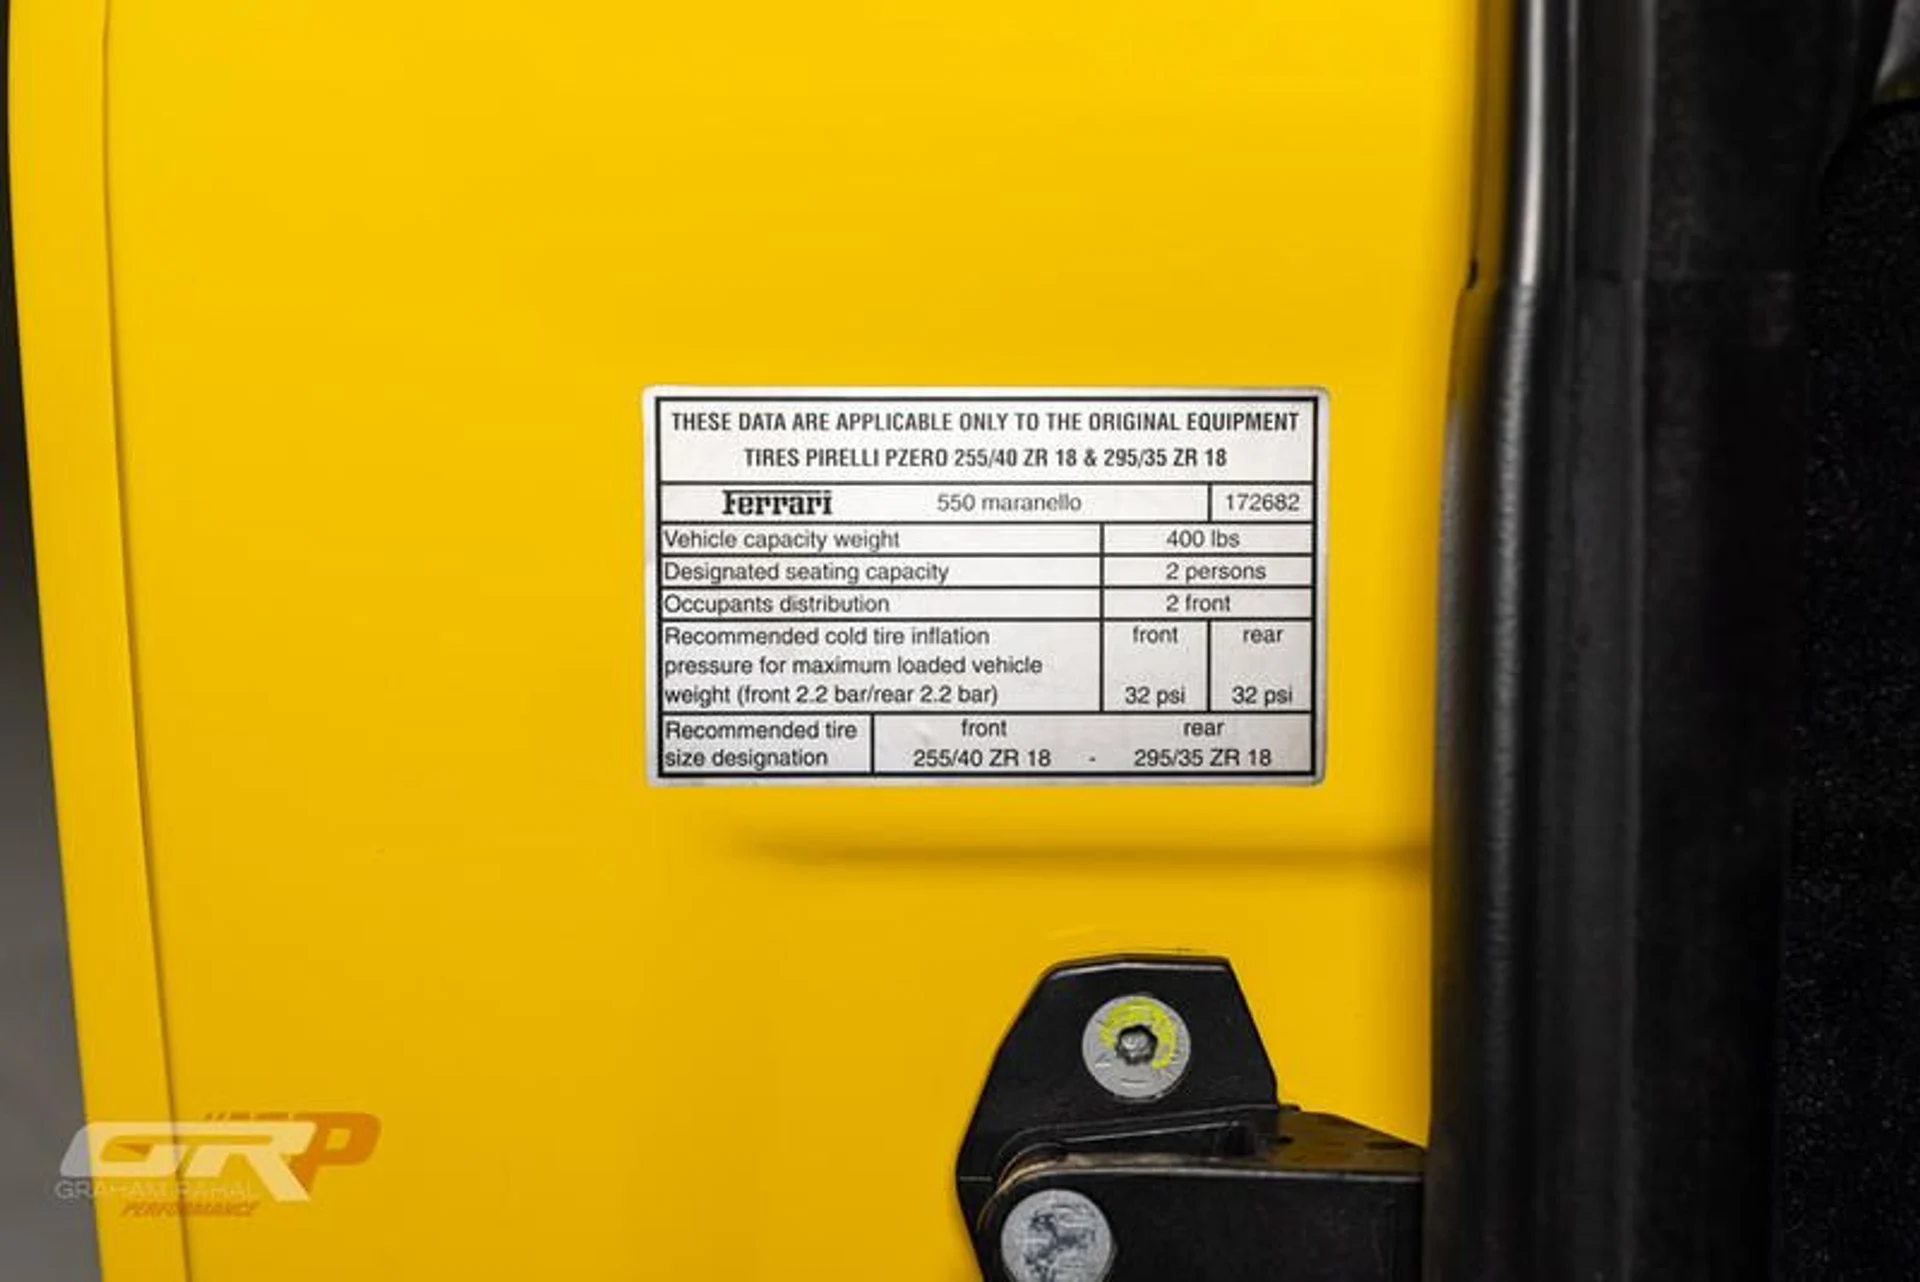 THESE DATA ARE APPLICABLE ONLY TO THE ORIGINAL EQUIPMENT
TIRES PIRELLI PZERO 255/40 ZR 18 & 295/35 ZR 18
Ferrari 550 maranello 172682
Vehicle capacity weight 400 lbs
Designated seating capacity 2 persons
Occupants distribution 2 front
Recommended cold tire inflation front rear
pressure for maximum loaded vehicle
weight (front 2.2 bar/rear 2.2 bar) 32 psi 32 psi
Recommended tire front rear
size designation 255/40 ZR 18 - 295/35 ZR 18
GRP
GRAHAM RAHAL
PERFORMANCE